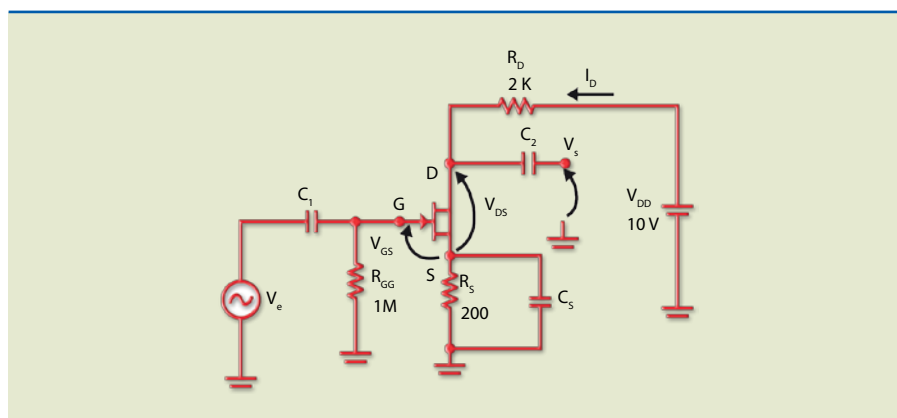 R_D
2 K
I_D
C_2
V_s
D
C_1
G
V_DS
V_DD
10 V
V_GS
S
R_S
R_GG
1M
200
C_S
V_e